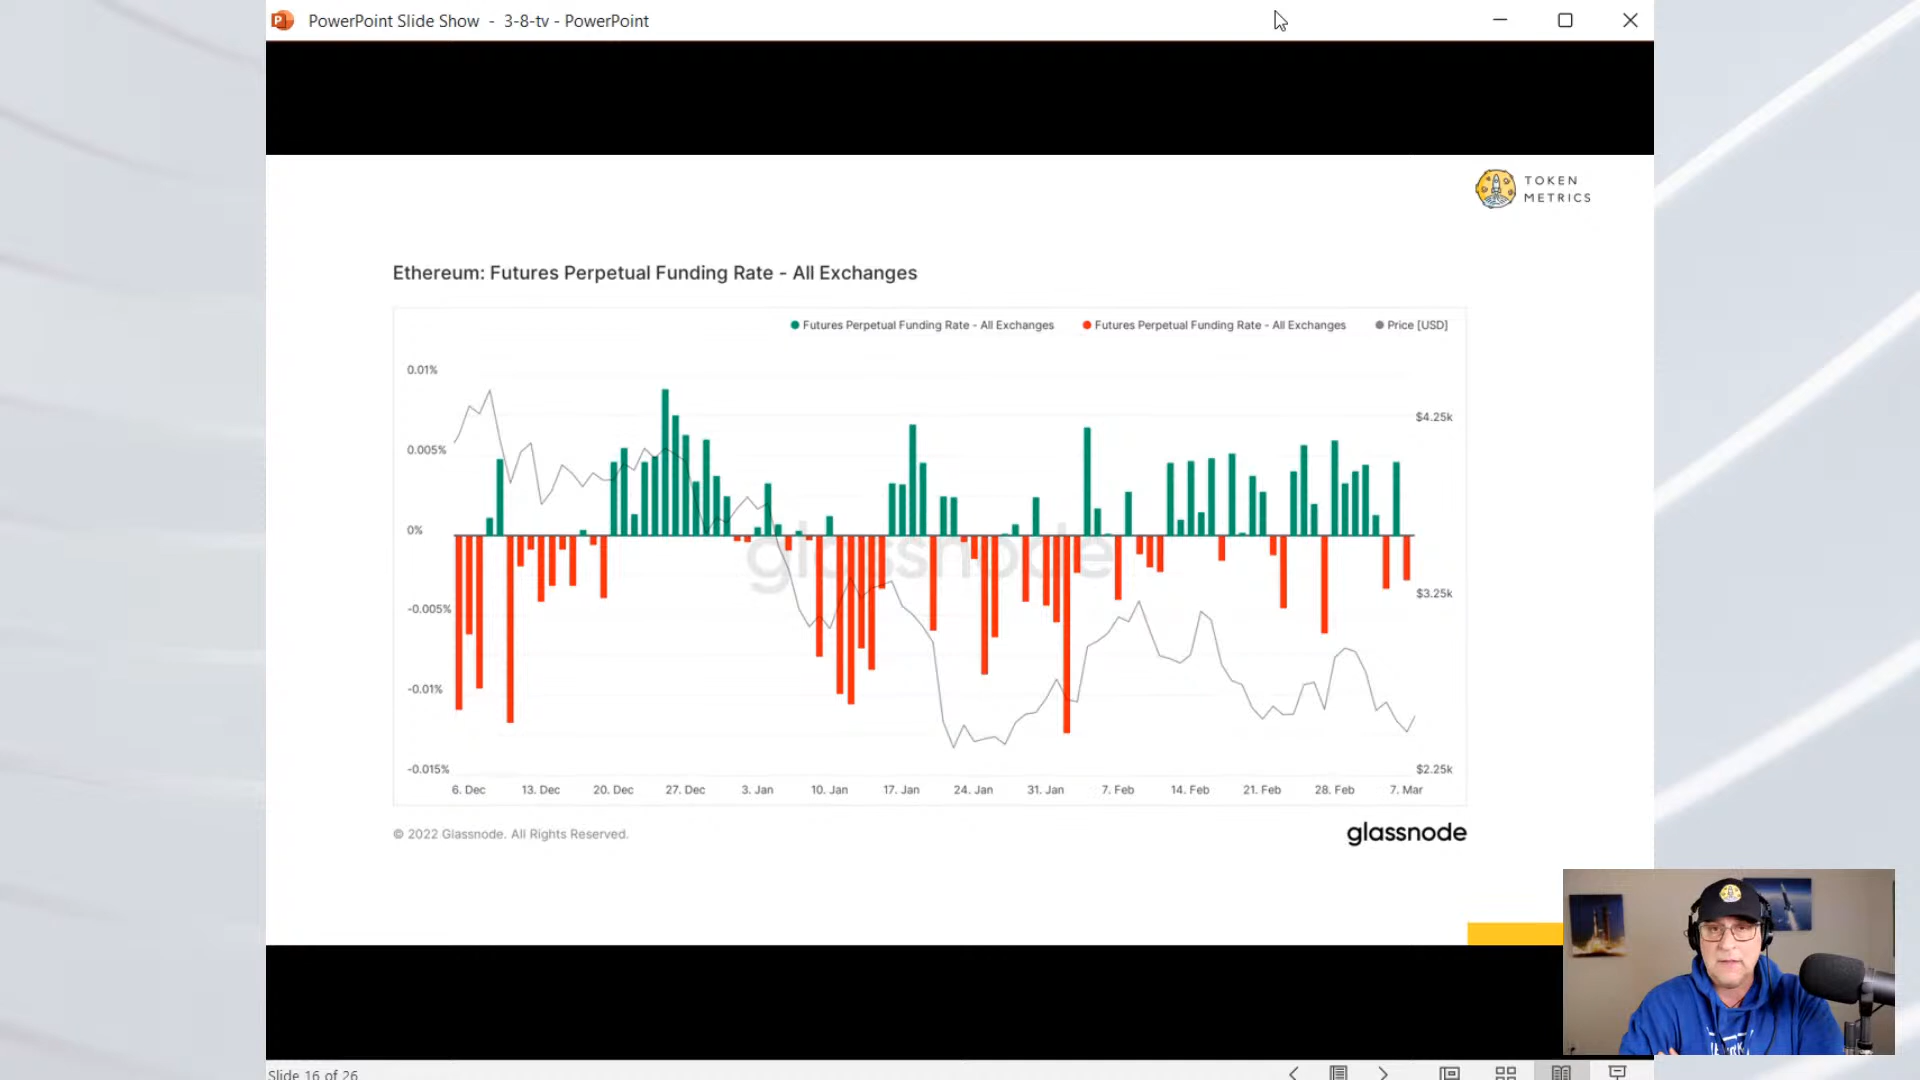 PowerPoint Slide Show - 3-8-tv - PowerPoint
TOKEN
METRICS
Ethereum: Futures Perpetual Funding Rate - All Exchanges
Futures Perpetual Funding Rate - All Exchanges Futures Perpetual Funding Rate - All Exchanges Price [USD]
0.01%
$4.25k
0.005%
0%
glassnode
$3.25k
-0.005%
-0.01%
-0.015%
$2.25k
6. Dec 13. Dec 20. Dec 27. Dec 3. Jan 10. Jan 17. Jan 24. Jan 31. Jan 7. Feb 14. Feb 21. Feb 28. Feb 7. Mar
© 2022 Glassnode. All Rights Reserved.
glassnode
Slide 16 of 26